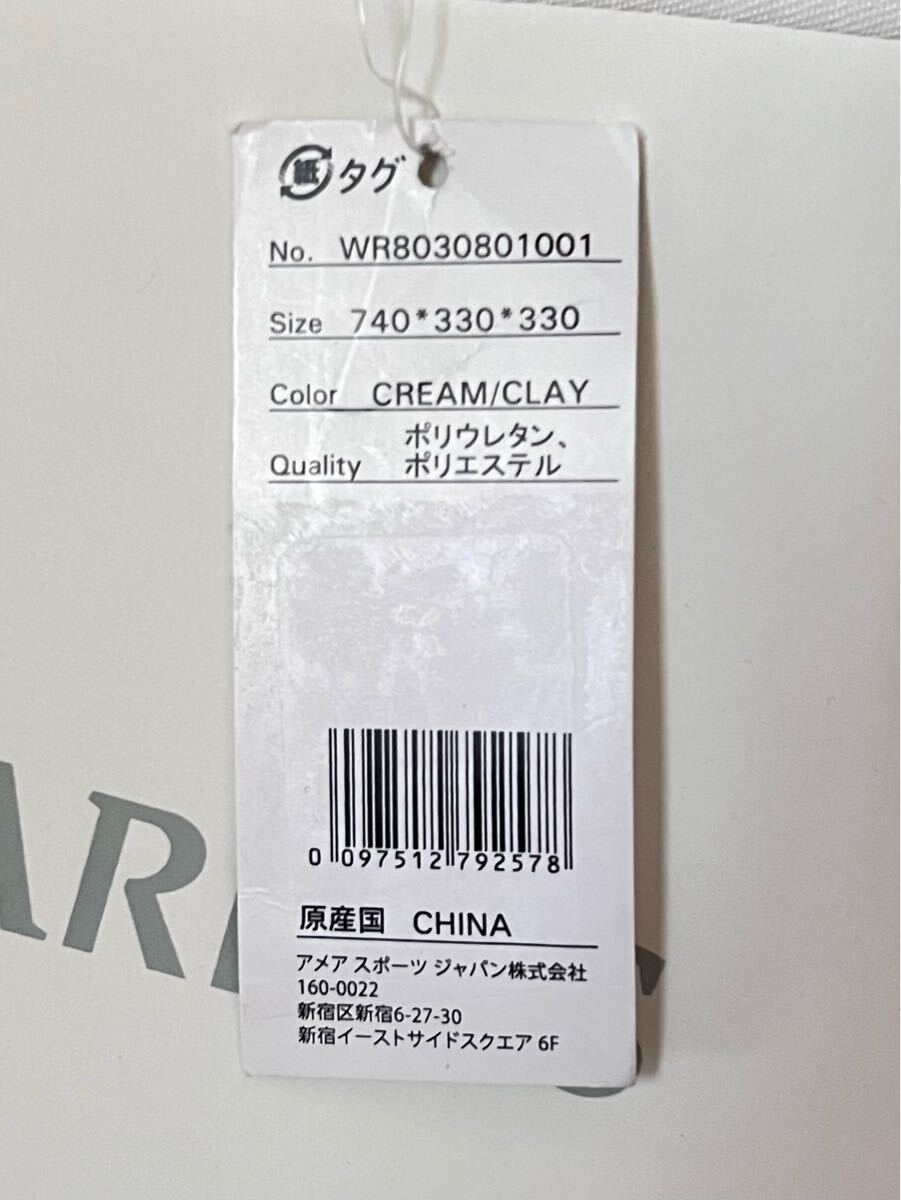 紙 タグ
No. WR8030801001
Size 740*330*330
Color CREAM/CLAY
Quality ポリウレタン、
ポリエステル
0 097512 792578
原産国 CHINA
アメア スポーツ ジャパン株式会社
160-0022
新宿区新宿6-27-30
新宿イーストサイドスクエア 6F